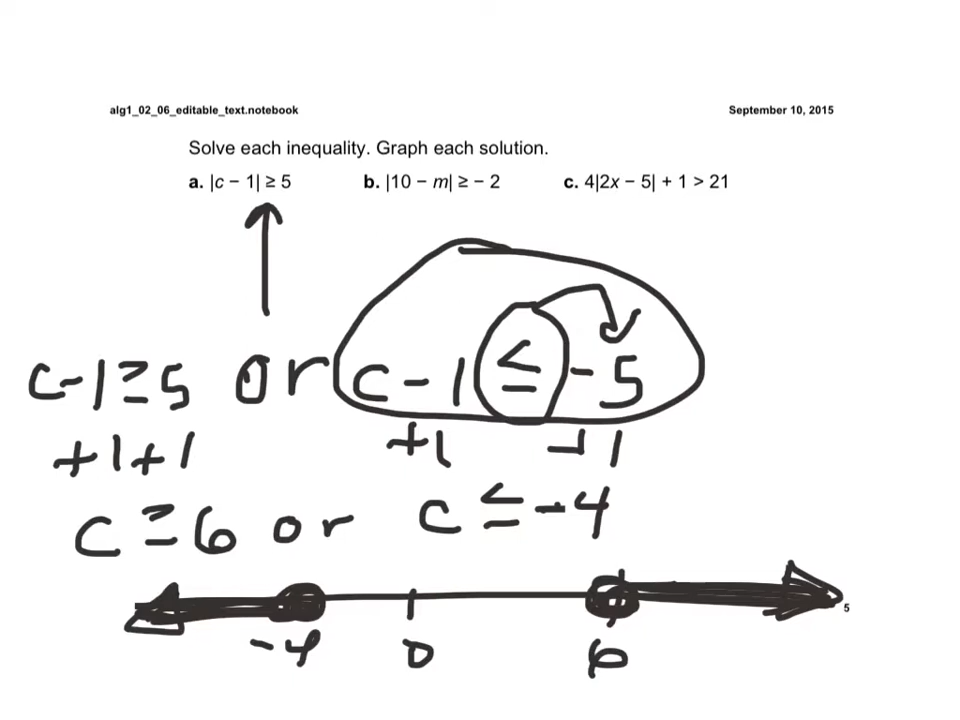 alg1_02_06_editable_text.notebook September 10, 2015
Solve each inequality. Graph each solution.
a. |c − 1| ≥ 5 b. |10 − m| ≥ − 2 c. 4|2x − 5| + 1 > 21
c-1≥5 or c-1≤-5
+1+1 +1 +1
c≥6 or c≤-4
5
-4 0 6